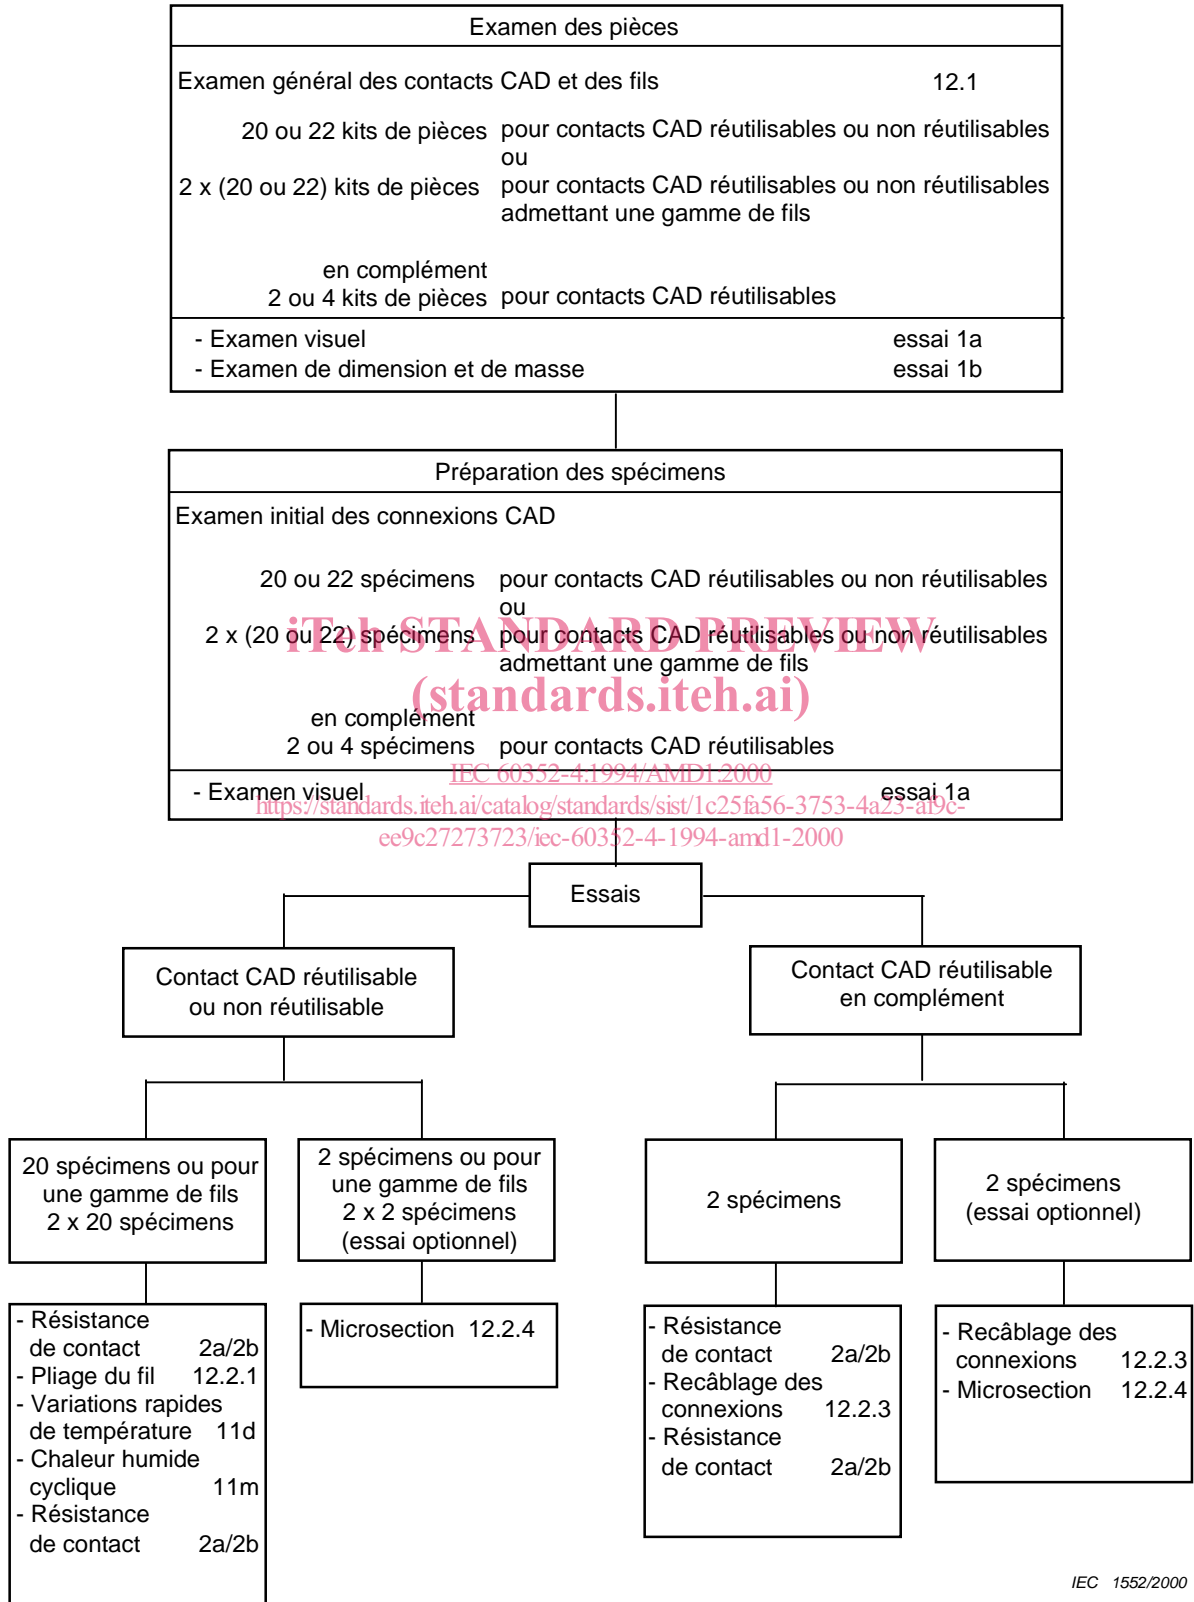 Examen des pièces
Examen général des contacts CAD et des fils 12.1
20 ou 22 kits de pièces pour contacts CAD réutilisables ou non réutilisables
ou
2 x (20 ou 22) kits de pièces pour contacts CAD réutilisables ou non réutilisables
admettant une gamme de fils
en complément
2 ou 4 kits de pièces pour contacts CAD réutilisables
- Examen visuel essai 1a
- Examen de dimension et de masse essai 1b
Préparation des spécimens
Examen initial des connexions CAD
20 ou 22 spécimens pour contacts CAD réutilisables ou non réutilisables
ou
iTeh STANDARD PREVIEW
2 x (20 ou 22) spécimens pour contacts CAD réutilisables ou non réutilisables
admettant une gamme de fils
(standards.iteh.ai)
en complément
2 ou 4 spécimens pour contacts CAD réutilisables
IEC 60352-4:1994/AMD1:2000
- Examen visuel essai 1a
https://standards.iteh.ai/catalog/standards/sist/1c25fa56-3753-4a23-af9c-
ee9c27273723/iec-60352-4-1994-amd1-2000
Essais
Contact CAD réutilisable
ou non réutilisable
Contact CAD réutilisable
en complément
20 spécimens ou pour
une gamme de fils
2 x 20 spécimens
2 spécimens ou pour
une gamme de fils
2 x 2 spécimens
(essai optionnel)
2 spécimens
2 spécimens
(essai optionnel)
- Résistance
de contact 2a/2b
- Pliage du fil 12.2.1
- Variations rapides
de température 11d
- Chaleur humide
cyclique 11m
- Résistance
de contact 2a/2b
- Microsection 12.2.4
- Résistance
de contact 2a/2b
- Recâblage des
connexions 12.2.3
- Résistance
de contact 2a/2b
- Recâblage des
connexions 12.2.3
- Microsection 12.2.4
IEC 1552/2000